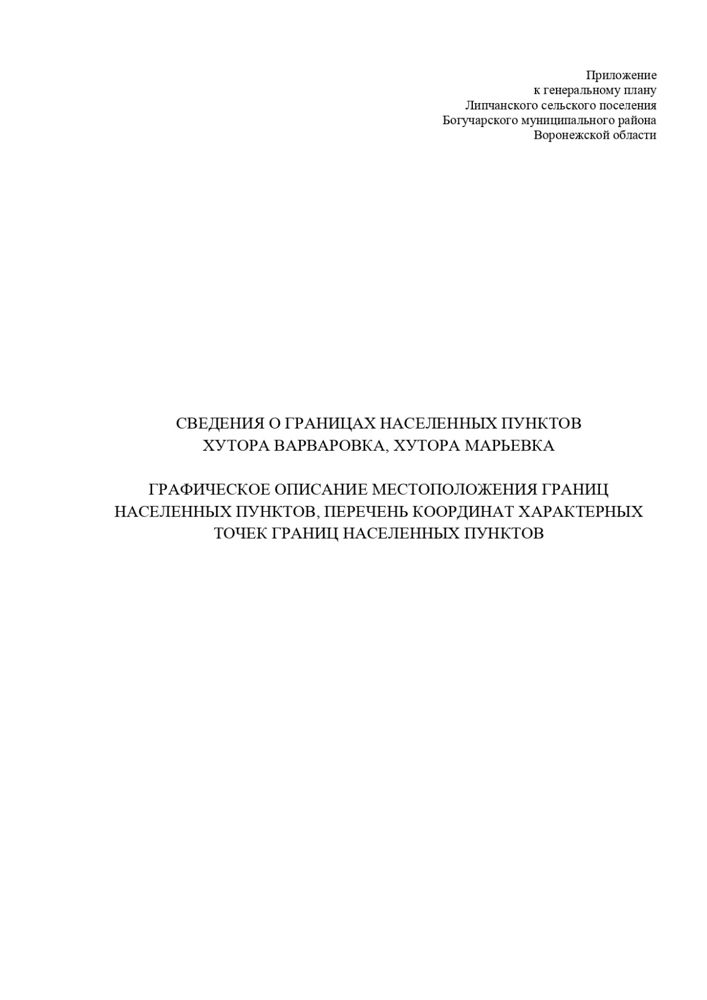 Приложение
к генеральному плану
Липчанского сельского поселения
Богучарского муниципального района
Воронежской области
СВЕДЕНИЯ О ГРАНИЦАХ НАСЕЛЕННЫХ ПУНКТОВ
ХУТОРА ВАРВАРОВКА, ХУТОРА МАРЬЕВКА
ГРАФИЧЕСКОЕ ОПИСАНИЕ МЕСТОПОЛОЖЕНИЯ ГРАНИЦ
НАСЕЛЕННЫХ ПУНКТОВ, ПЕРЕЧЕНЬ КООРДИНАТ ХАРАКТЕРНЫХ
ТОЧЕК ГРАНИЦ НАСЕЛЕННЫХ ПУНКТОВ